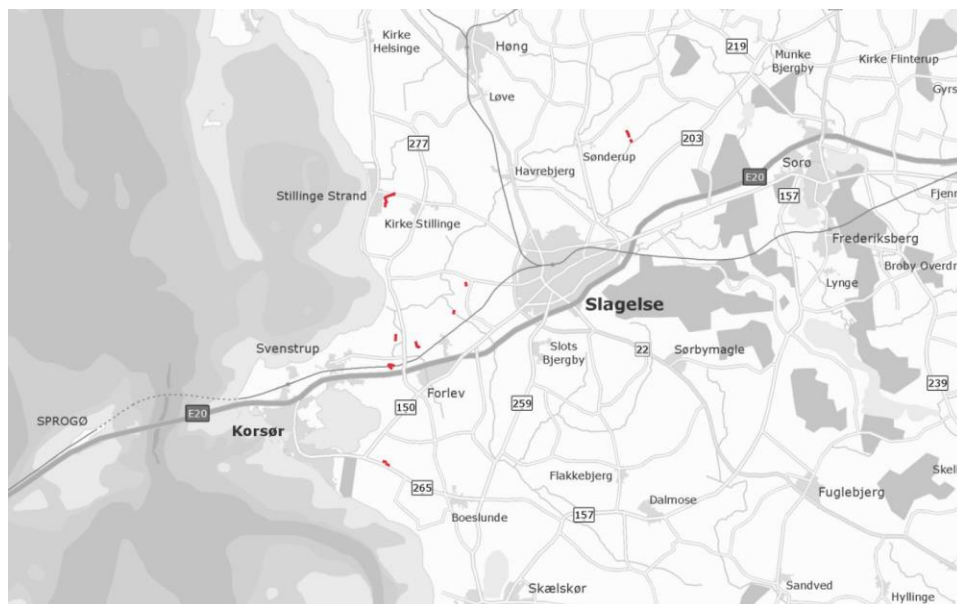 Kirke
Helsinge
Høng
219
Munke
Bjergby
Kirke Flinterup
Løve
Gyrs
277
Sønderup
203
Havrebjerg
E20
Sorø
Stillinge Strand
157
Fjenn
Kirke Stillinge
Frederiksberg
Broby Overdr
Lynge
Slagelse
Svenstrup
Slots
Bjergby
22
Sørbymagle
Forlev
239
SPROGØ
E20
150
259
Korsør
Flakkebjerg
Skel
265
Fuglebjerg
Dalmose
Boeslunde
157
Skælskør
Sandved
Hyllinge